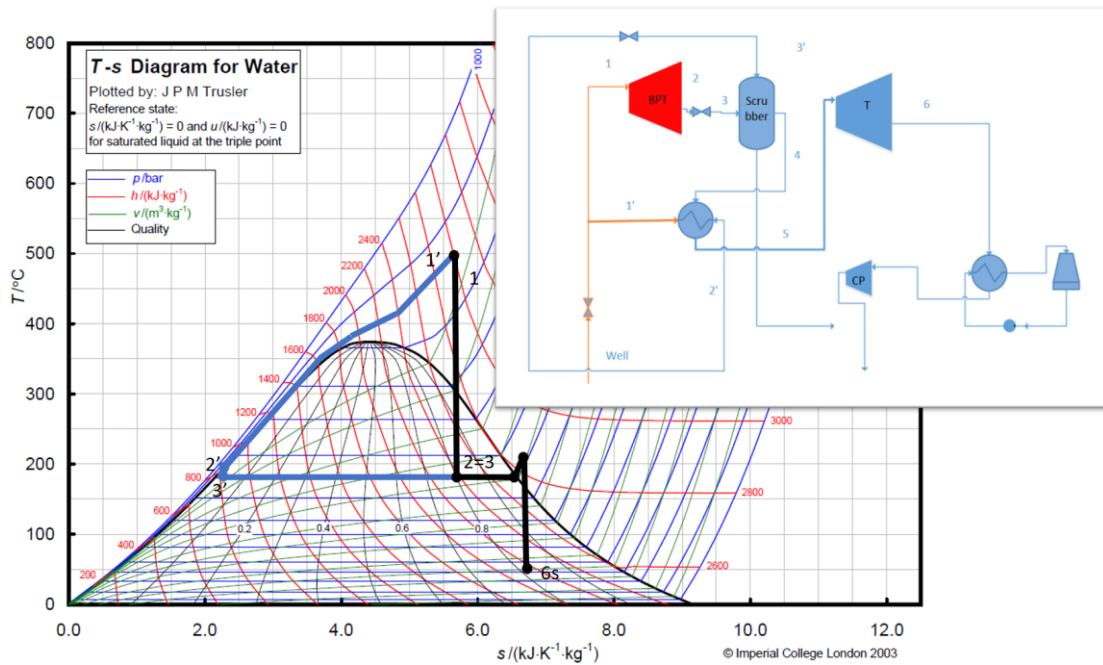 T-s Diagram for Water
Plotted by: J P M Trusler
Reference state:
s/(kJ·K⁻¹·kg⁻¹) = 0 and u/(kJ·kg⁻¹) = 0
for saturated liquid at the triple point
p/bar
h/(kJ·kg⁻¹)
v/(m³·kg⁻¹)
Quality
800
700
600
500
400
300
200
100
0
T/°C
0.0
2.0
4.0
6.0
8.0
10.0
12.0
s/(kJ·K⁻¹·kg⁻¹)
© Imperial College London 2003
1000
2400
2200
2000
1800
1600
1400
1200
1000
800
600
400
200
0.2
0.4
0.6
0.8
3000
2800
2600
1'
1
2=3
2'
3'
6s
3'
1
BPT
2
3
Scru
bber
T
6
4
1'
5
2'
CP
Well